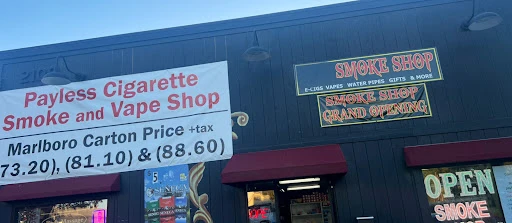 Payless Cigarette
Smoke and Vape Shop
Marlboro Carton Price +tax
73.20), (81.10) & (88.60)
SMOKE SHOP
E-CIGS VAPES WATER PIPES GIFTS & MORE
SMOKE SHOP
GRAND OPENING
OPEN
SMOKE